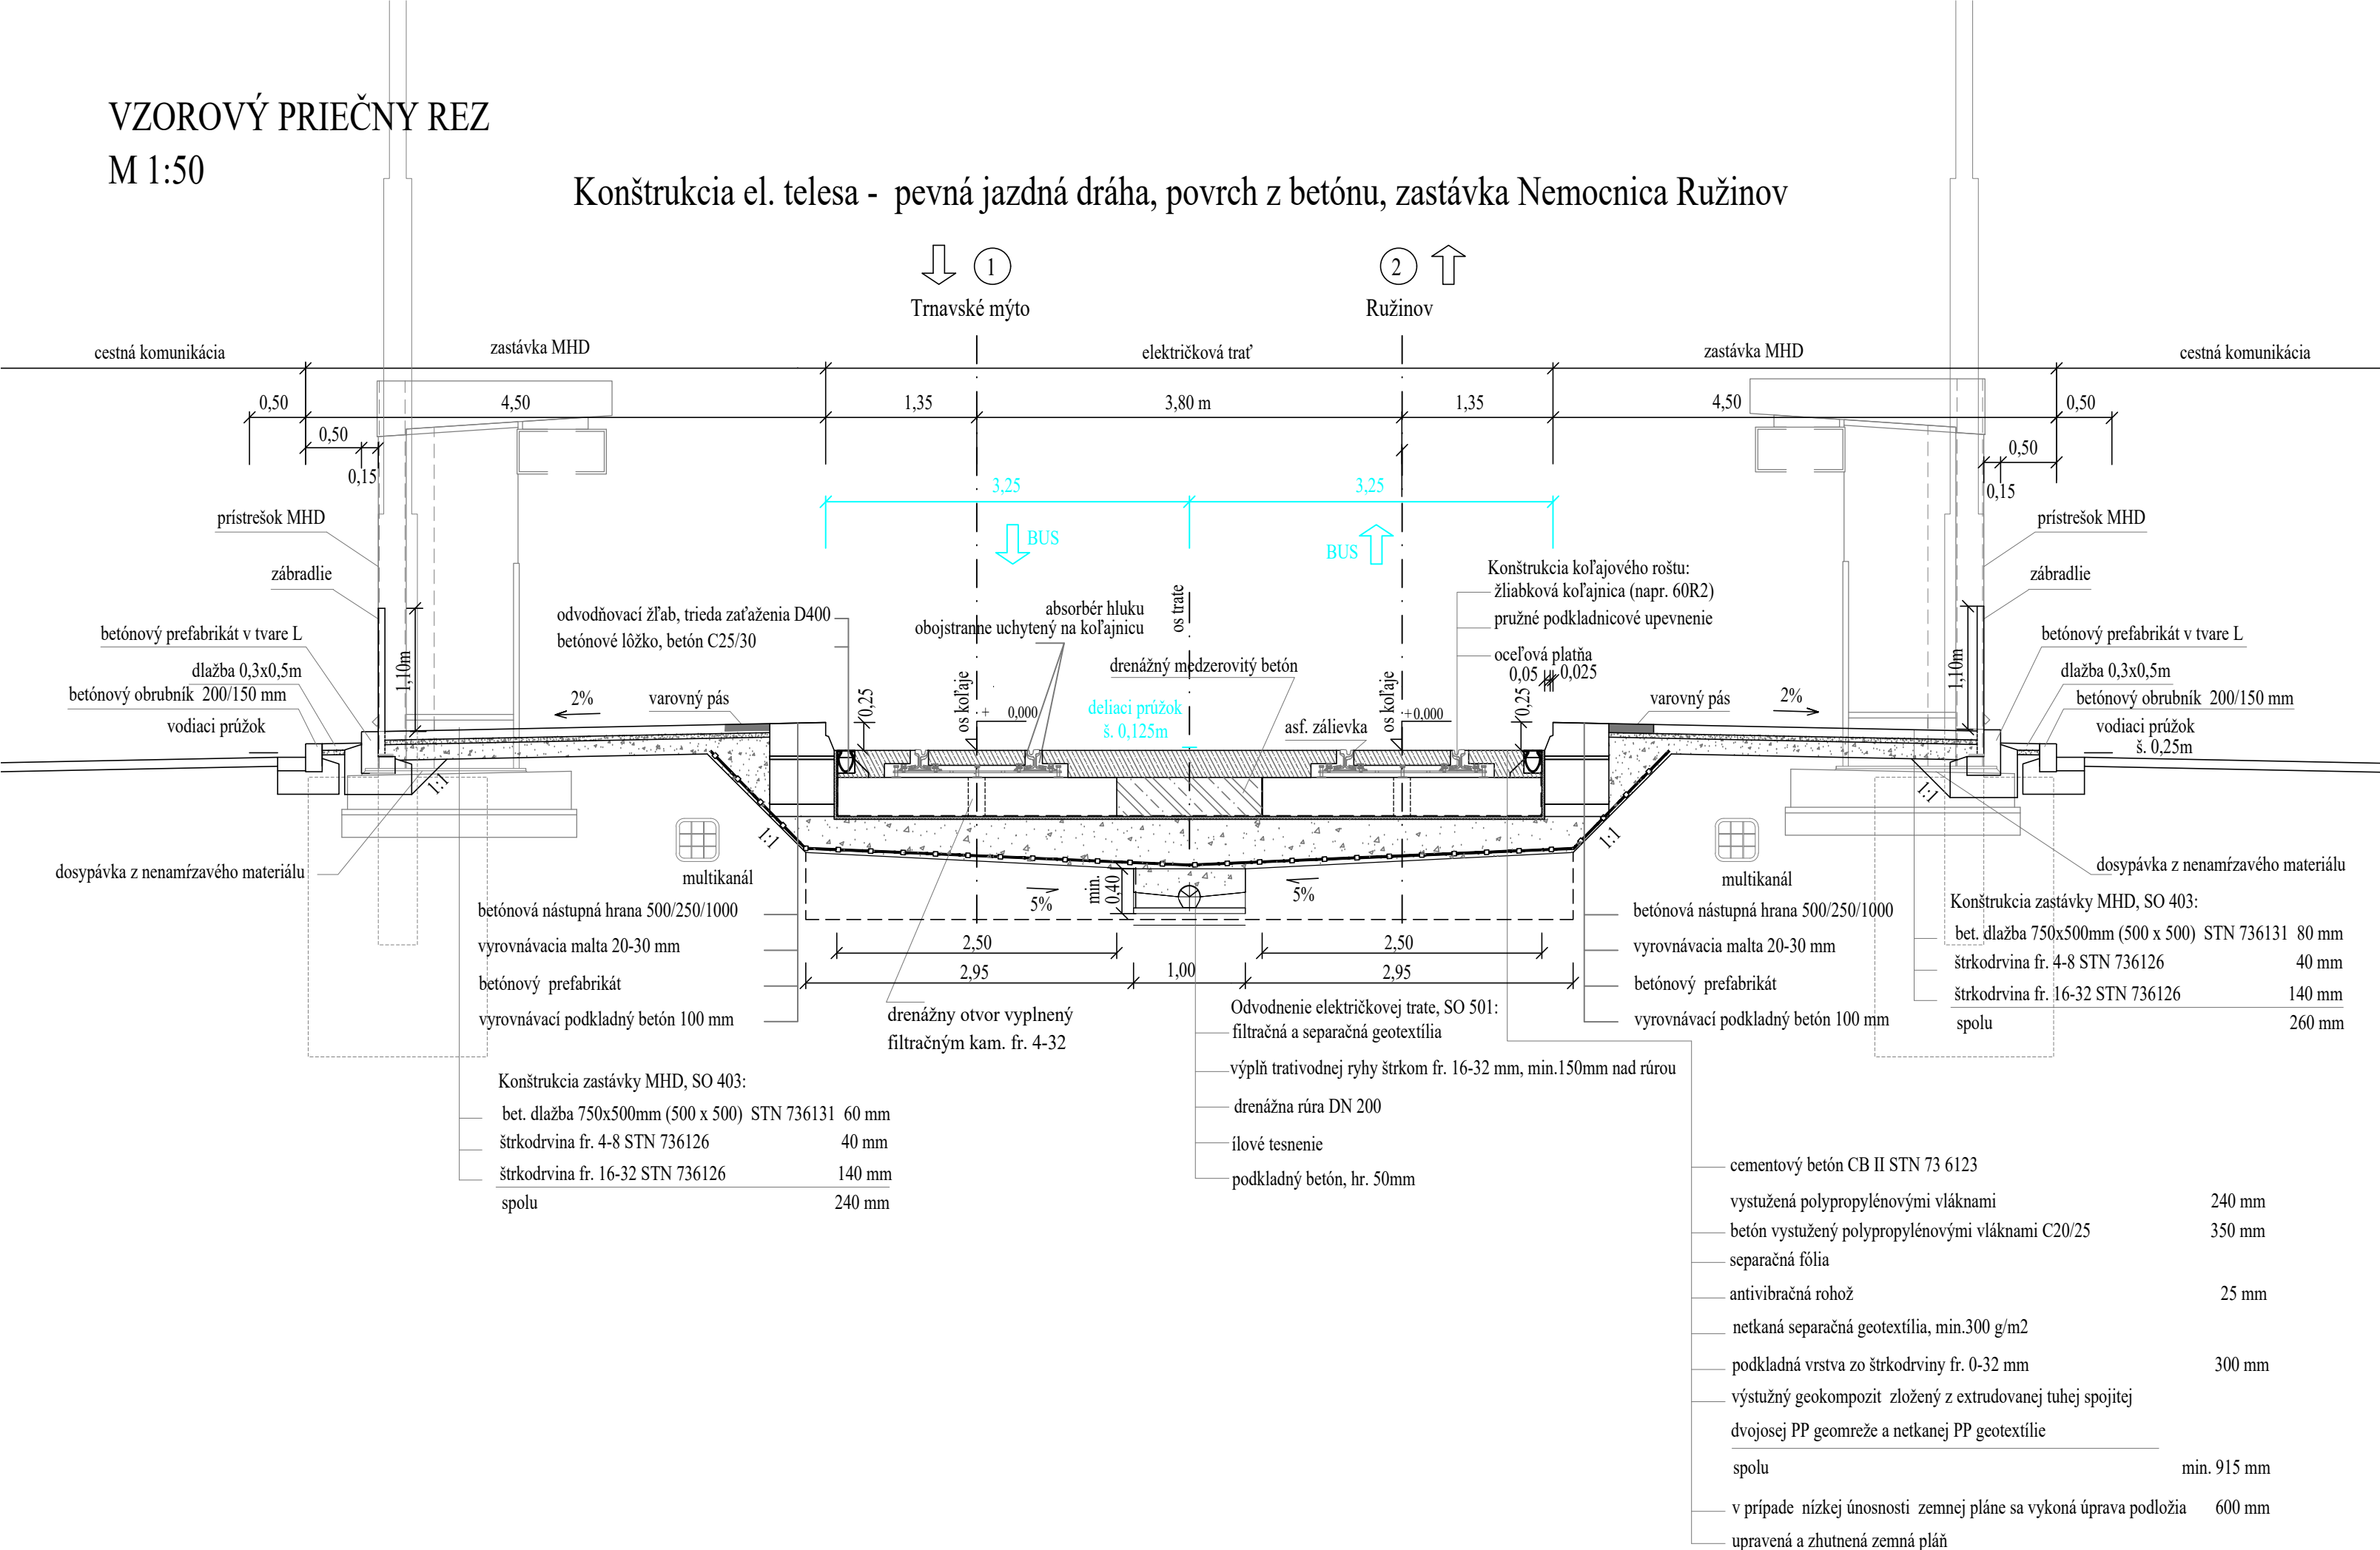 VZOROVÝ PRIEČNY REZ
M 1:50
Konštrukcia el. telesa - pevná jazdná dráha, povrch z betónu, zastávka Nemocnica Ružinov
1
2
Trnavské mýto
Ružinov
cestná komunikácia
zastávka MHD
električková trať
zastávka MHD
cestná komunikácia
0,50
4,50
1,35
3,80 m
1,35
4,50
0,50
0,50
0,15
0,50
0,15
3,25
3,25
BUS
BUS
prístrešok MHD
zábradlie
betónový prefabrikát v tvare L
dlažba 0,3x0,5m
betónový obrubník 200/150 mm
vodiaci prúžok
1,10m
2%
varovný pás
odvodňovací žľab, trieda zaťaženia D400
betónové lôžko, betón C25/30
0,25
absorbér hluku
obojstranne uchytený na koľajnicu
os koľaje
+ 0,000
os trate
drenážny medzerovitý betón
deliaci prúžok
š. 0,125m
asf. zálievka
os koľaje
+0,000
Konštrukcia koľajového roštu:
žliabková koľajnica (napr. 60R2)
pružné podkladnicové upevnenie
oceľová platňa
0,05
0,025
0,25
varovný pás
2%
1,10m
prístrešok MHD
zábradlie
betónový prefabrikát v tvare L
dlažba 0,3x0,5m
betónový obrubník 200/150 mm
vodiaci prúžok
š. 0,25m
1:1
1:1
1:1
1:1
dosypávka z nenamŕzavého materiálu
dosypávka z nenamŕzavého materiálu
multikanál
multikanál
min.
0,40
5%
5%
2,50
2,50
2,95
1,00
2,95
betónová nástupná hrana 500/250/1000
vyrovnávacia malta 20-30 mm
betónový prefabrikát
vyrovnávací podkladný betón 100 mm
drenážny otvor vyplnený
filtračným kam. fr. 4-32
betónová nástupná hrana 500/250/1000
vyrovnávacia malta 20-30 mm
betónový prefabrikát
vyrovnávací podkladný betón 100 mm
Konštrukcia zastávky MHD, SO 403:
bet. dlažba 750x500mm (500 x 500) STN 736131 80 mm
štrkodrvina fr. 4-8 STN 736126 40 mm
štrkodrvina fr. 16-32 STN 736126 140 mm
spolu 260 mm
Odvodnenie električkovej trate, SO 501:
filtračná a separačná geotextília
výplň trativodnej ryhy štrkom fr. 16-32 mm, min.150mm nad rúrou
drenážna rúra DN 200
ílové tesnenie
podkladný betón, hr. 50mm
Konštrukcia zastávky MHD, SO 403:
bet. dlažba 750x500mm (500 x 500) STN 736131 60 mm
štrkodrvina fr. 4-8 STN 736126 40 mm
štrkodrvina fr. 16-32 STN 736126 140 mm
spolu 240 mm
cementový betón CB II STN 73 6123
vystužená polypropylénovými vláknami 240 mm
betón vystužený polypropylénovými vláknami C20/25 350 mm
separačná fólia
antivibračná rohož 25 mm
netkaná separačná geotextília, min.300 g/m2
podkladná vrstva zo štrkodrviny fr. 0-32 mm 300 mm
výstužný geokompozit zložený z extrudovanej tuhej spojitej
dvojosej PP geomreže a netkanej PP geotextílie
spolu min. 915 mm
v prípade nízkej únosnosti zemnej pláne sa vykoná úprava podložia 600 mm
upravená a zhutnená zemná pláň